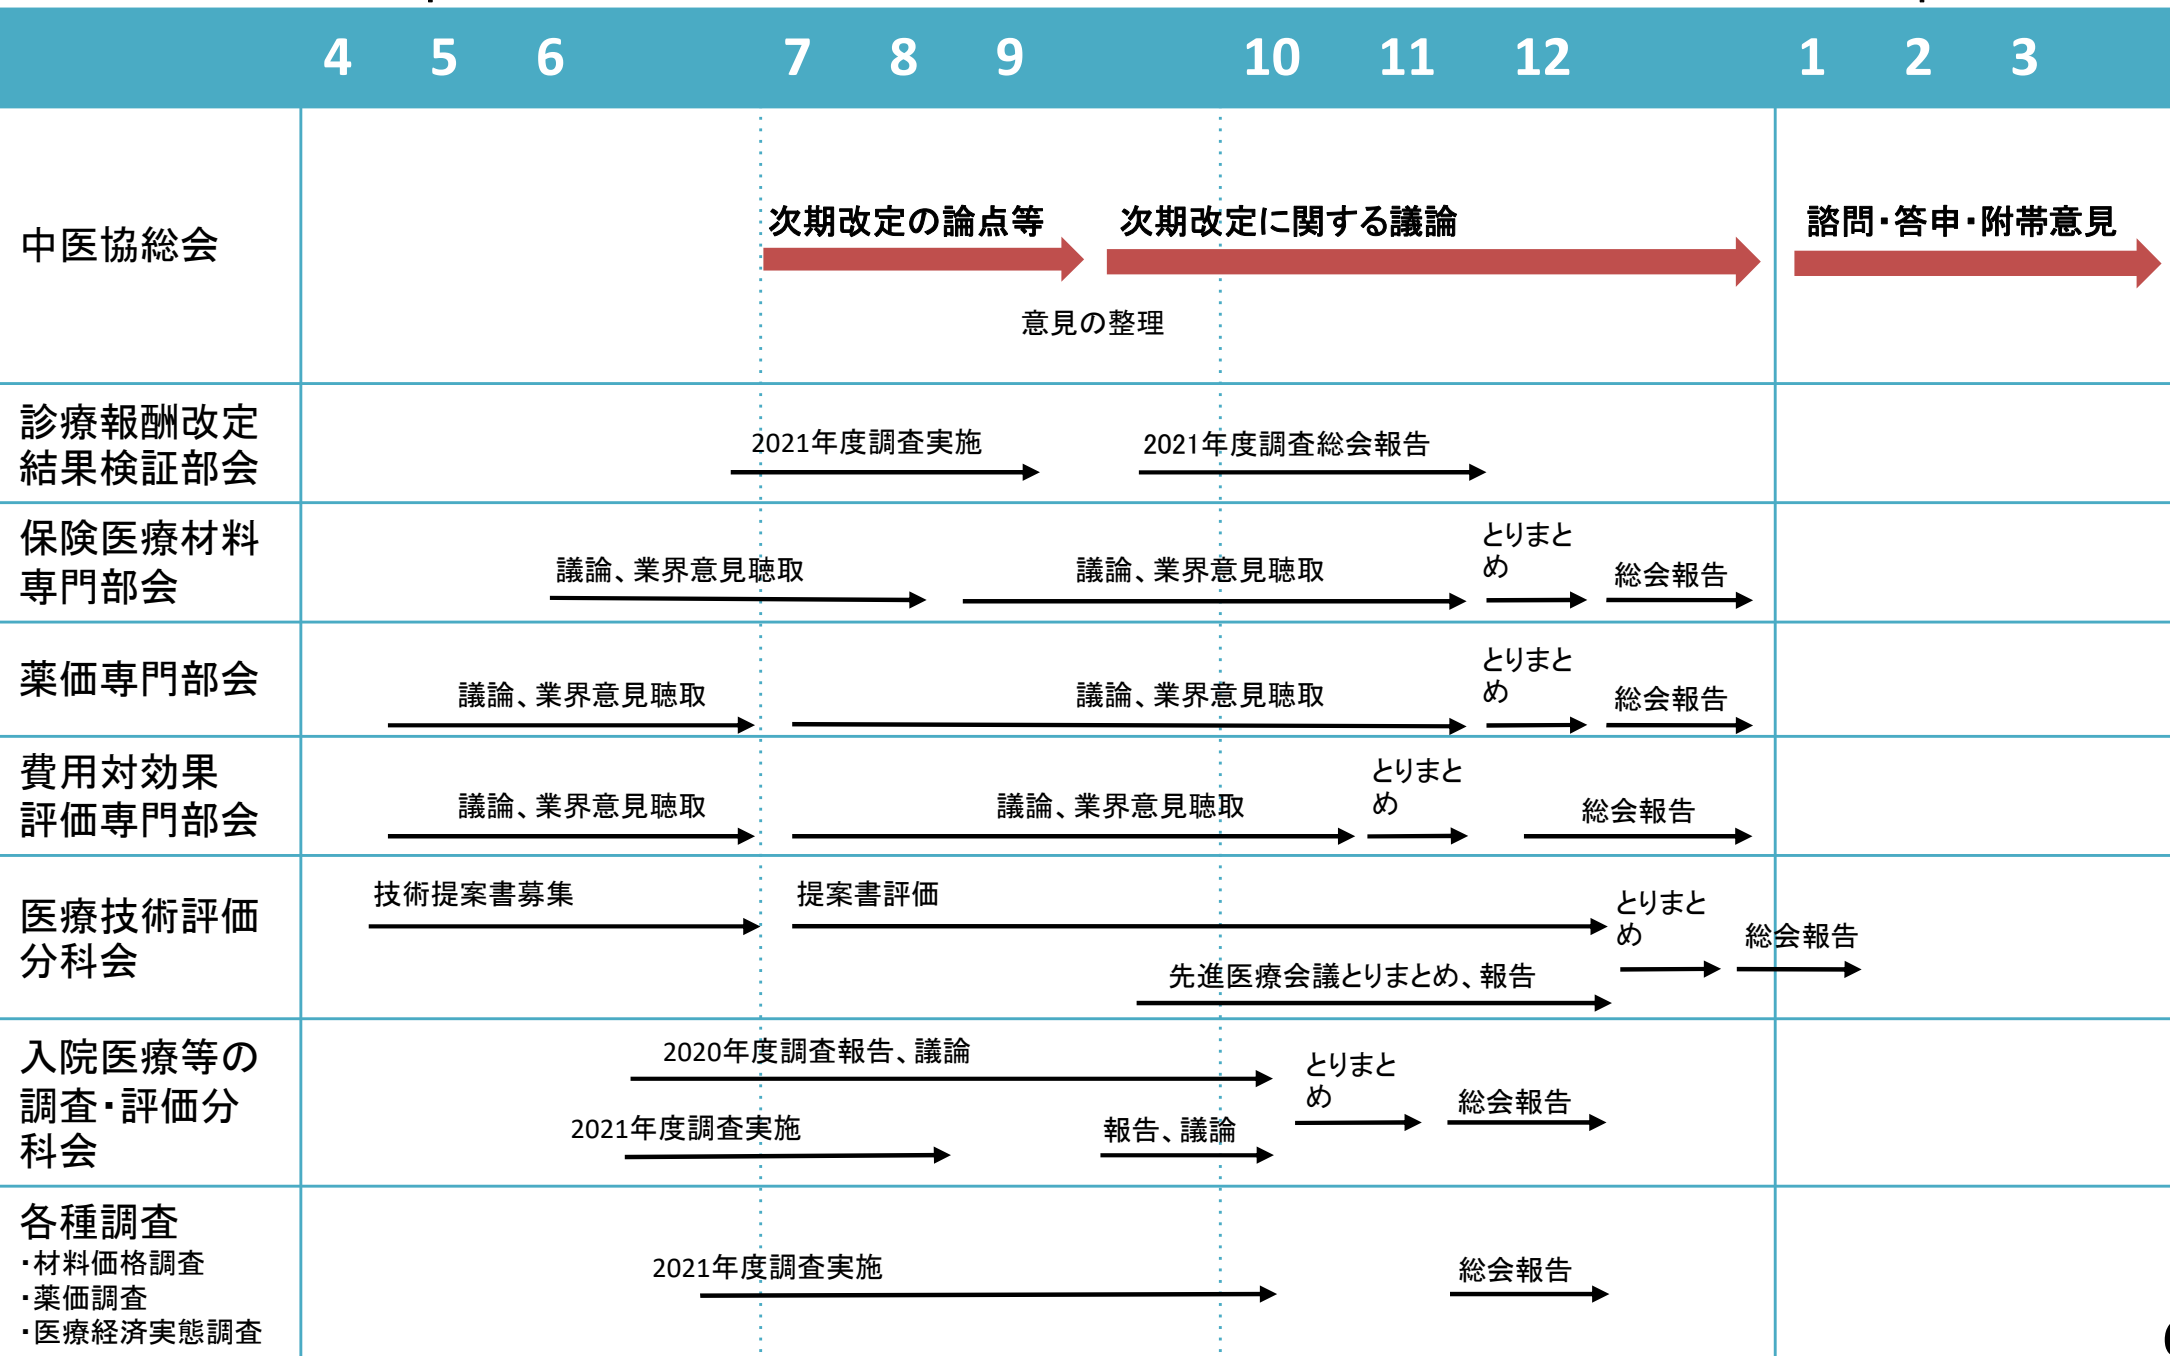 4 5 6 7 8 9 10 11 12 1 2 3
中医協総会
次期改定の論点等
次期改定に関する議論
諮問・答申・附帯意見
意見の整理
診療報酬改定
結果検証部会
2021年度調査実施
2021年度調査総会報告
保険医療材料
専門部会
議論、業界意見聴取
議論、業界意見聴取
とりまと
め
総会報告
薬価専門部会
議論、業界意見聴取
議論、業界意見聴取
とりまと
め
総会報告
費用対効果
評価専門部会
議論、業界意見聴取
議論、業界意見聴取
とりまと
め
総会報告
医療技術評価
分科会
技術提案書募集
提案書評価
とりまと
め
総会報告
先進医療会議とりまとめ、報告
入院医療等の
調査・評価分
科会
2020年度調査報告、議論
とりまと
め
総会報告
2021年度調査実施
報告、議論
各種調査
・材料価格調査
・薬価調査
・医療経済実態調査
2021年度調査実施
総会報告